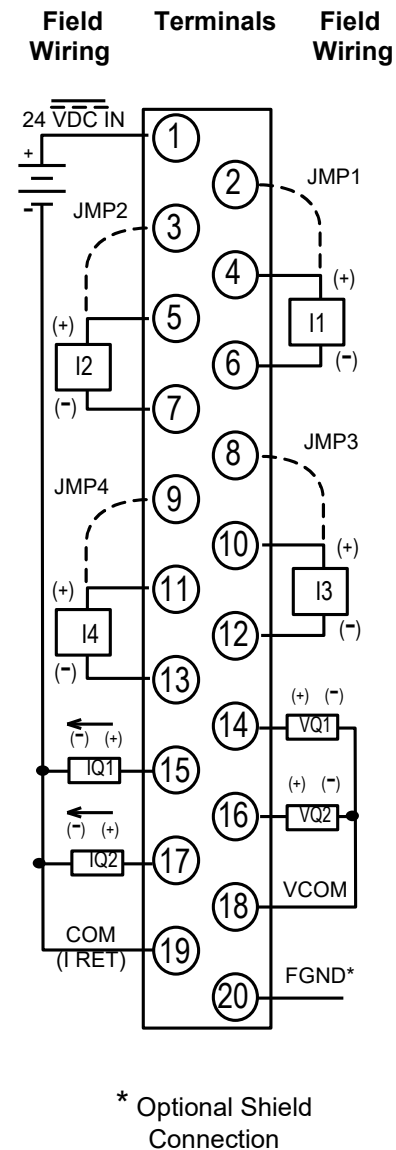 Field Wiring
Terminals
Field Wiring
24 VDC IN
+
-
1
2
JMP1
JMP2
3
4
(+)
I1
5
(+)
I2
6
(-)
7
(-)
8
JMP3
JMP4
9
10
(+)
I3
11
(+)
I4
12
(-)
13
(-)
14
(+) (-)
VQ1
(-) (+)
IQ1
15
16
(+) (-)
VQ2
(-) (+)
IQ2
17
18
VCOM
COM
(I RET)
19
20
FGND*
* Optional Shield
Connection